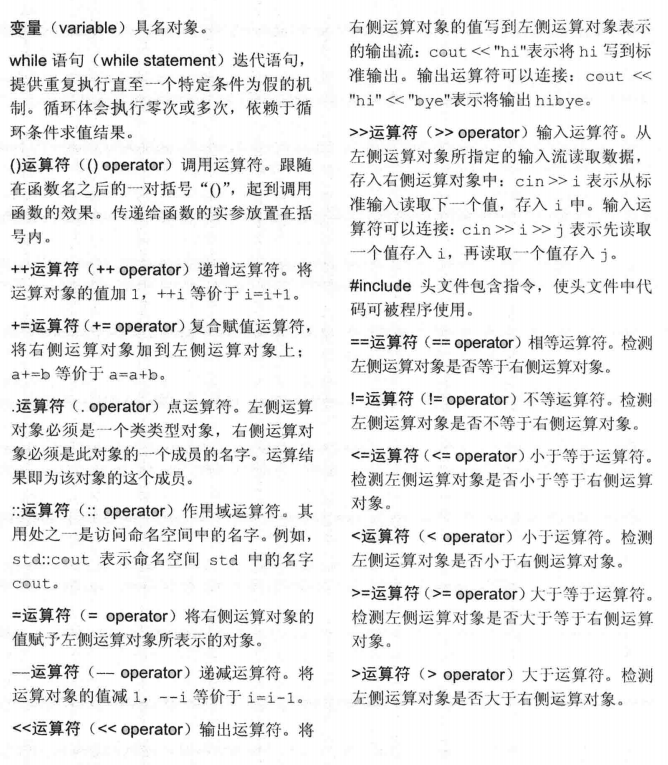 变量（variable）具名对象。
while 语句（while statement）迭代语句，
提供重复执行直至一个特定条件为假的机
制。循环体会执行零次或多次，依赖于循
环条件求值结果。
()运算符（() operator）调用运算符。跟随
在函数名之后的一对括号“()”，起到调用
函数的效果。传递给函数的实参放置在括
号内。
++运算符（++ operator）递增运算符。将
运算对象的值加 1，++i 等价于 i=i+1。
+=运算符（+= operator）复合赋值运算符，
将右侧运算对象加到左侧运算对象上；
a+=b 等价于 a=a+b。
.运算符（. operator）点运算符。左侧运算
对象必须是一个类类型对象，右侧运算对
象必须是此对象的一个成员的名字。运算结
果即为该对象的这个成员。
::运算符（:: operator）作用域运算符。其
用处之一是访问命名空间中的名字。例如，
std::cout 表示命名空间 std 中的名字
cout。
=运算符（= operator）将右侧运算对象的
值赋予左侧运算对象所表示的对象。
--运算符（-- operator）递减运算符。将
运算对象的值减 1，--i 等价于 i=i-1。
<<运算符（<< operator）输出运算符。将
右侧运算对象的值写到左侧运算对象表示
的输出流：cout << "hi"表示将 hi 写到标
准输出。输出运算符可以连接：cout <<
"hi" << "bye"表示将输出 hibye。
>>运算符（>> operator）输入运算符。从
左侧运算对象所指定的输入流读取数据，
存入右侧运算对象中：cin >> i 表示从标
准输入读取下一个值，存入 i 中。输入运
算符可以连接：cin >> i >> j 表示先读取
一个值存入 i，再读取一个值存入 j。
#include 头文件包含指令，使头文件中代
码可被程序使用。
==运算符（== operator）相等运算符。检测
左侧运算对象是否等于右侧运算对象。
!=运算符（!= operator）不等运算符。检测
左侧运算对象是否不等于右侧运算对象。
<=运算符（<= operator）小于等于运算符。
检测左侧运算对象是否小于等于右侧运算
对象。
<运算符（< operator）小于运算符。检测
左侧运算对象是否小于右侧运算对象。
>=运算符（>= operator）大于等于运算符。
检测左侧运算对象是否大于等于右侧运算
对象。
>运算符（> operator）大于运算符。检测
左侧运算对象是否大于右侧运算对象。